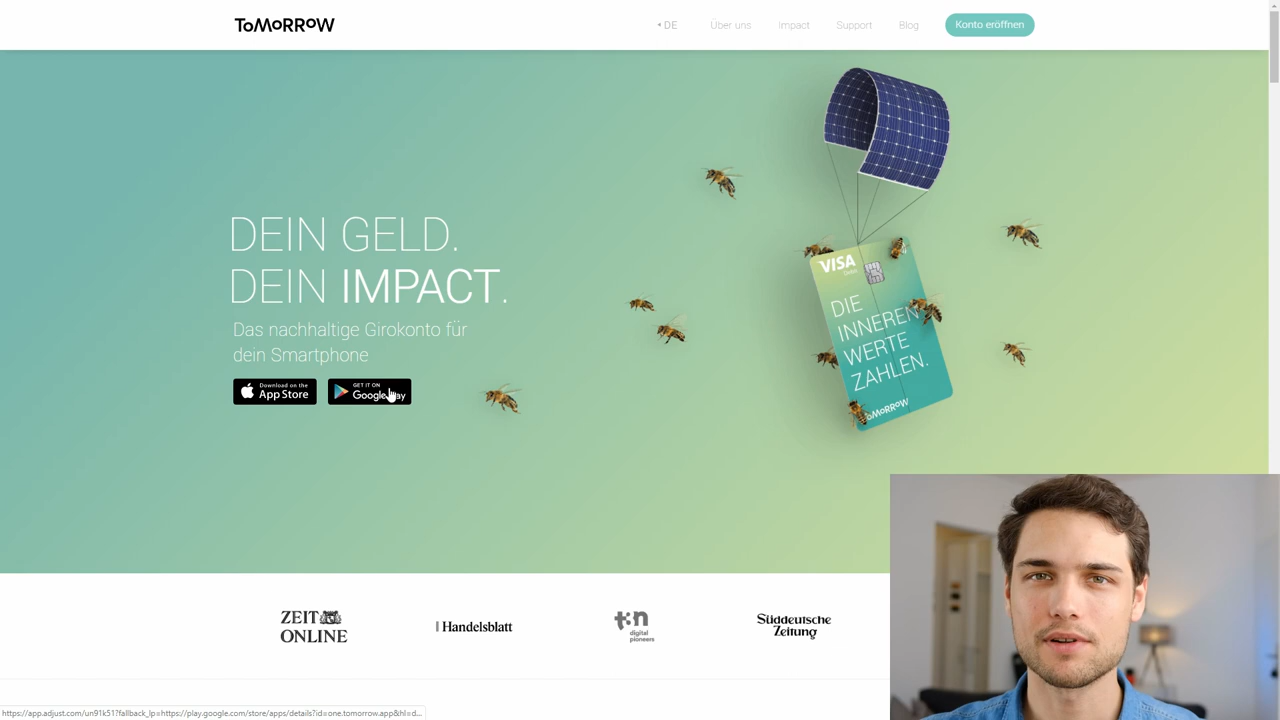 ToMoRRoW
DE
Über uns
Impact
Support
Blog
Konto eröffnen
DEIN GELD.
DEIN IMPACT.
Das nachhaltige Girokonto für
dein Smartphone
Download on the
App Store
GET IT ON
Google Play
VISA
Debit
DIE
INNEREN
WERTE
ZAHLEN.
ToMoRRoW
ZEIT
ONLINE
Handelsblatt
t3n
digital
pioneers
Süddeutsche
Zeitung
https://app.adjust.com/un91k51?fallback_lp=https://play.google.com/store/apps/details?id=one.tomorrow.app&hl=d...